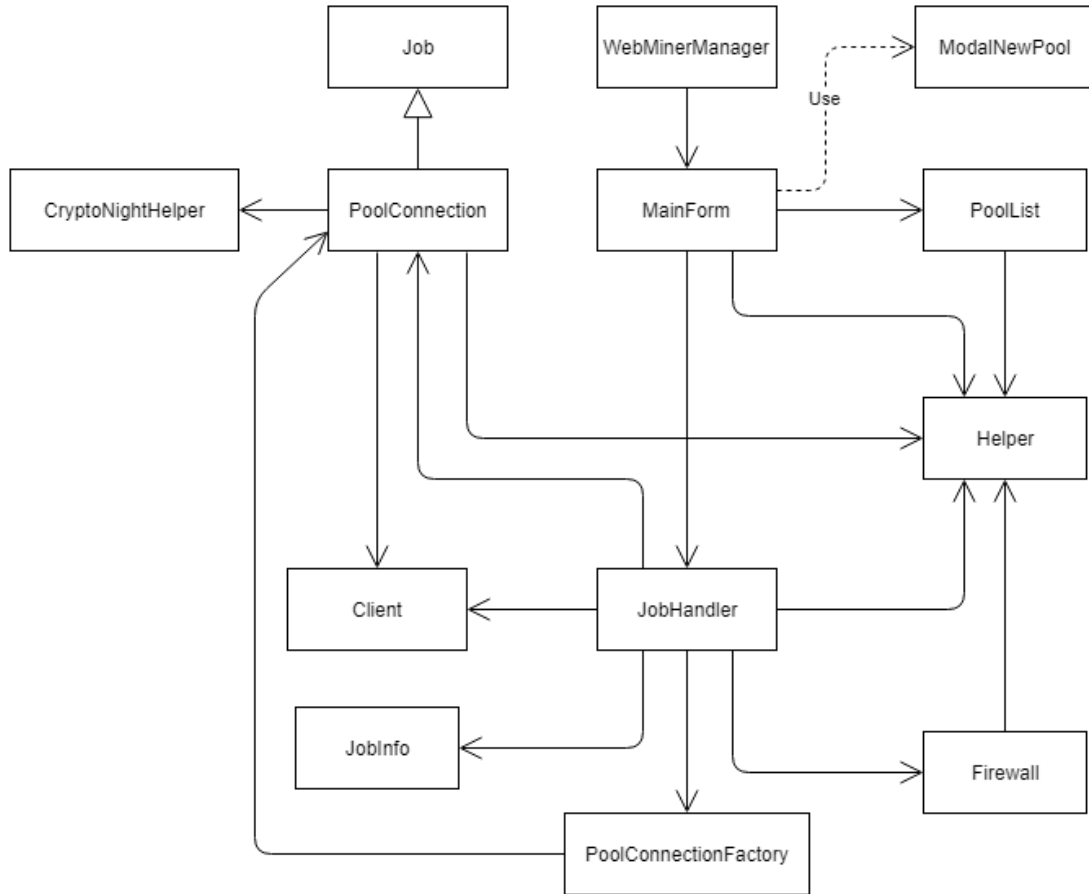 Job
WebMinerManager
ModalNewPool
Use
CryptoNightHelper
PoolConnection
MainForm
PoolList
Helper
Client
JobHandler
JobInfo
Firewall
PoolConnectionFactory